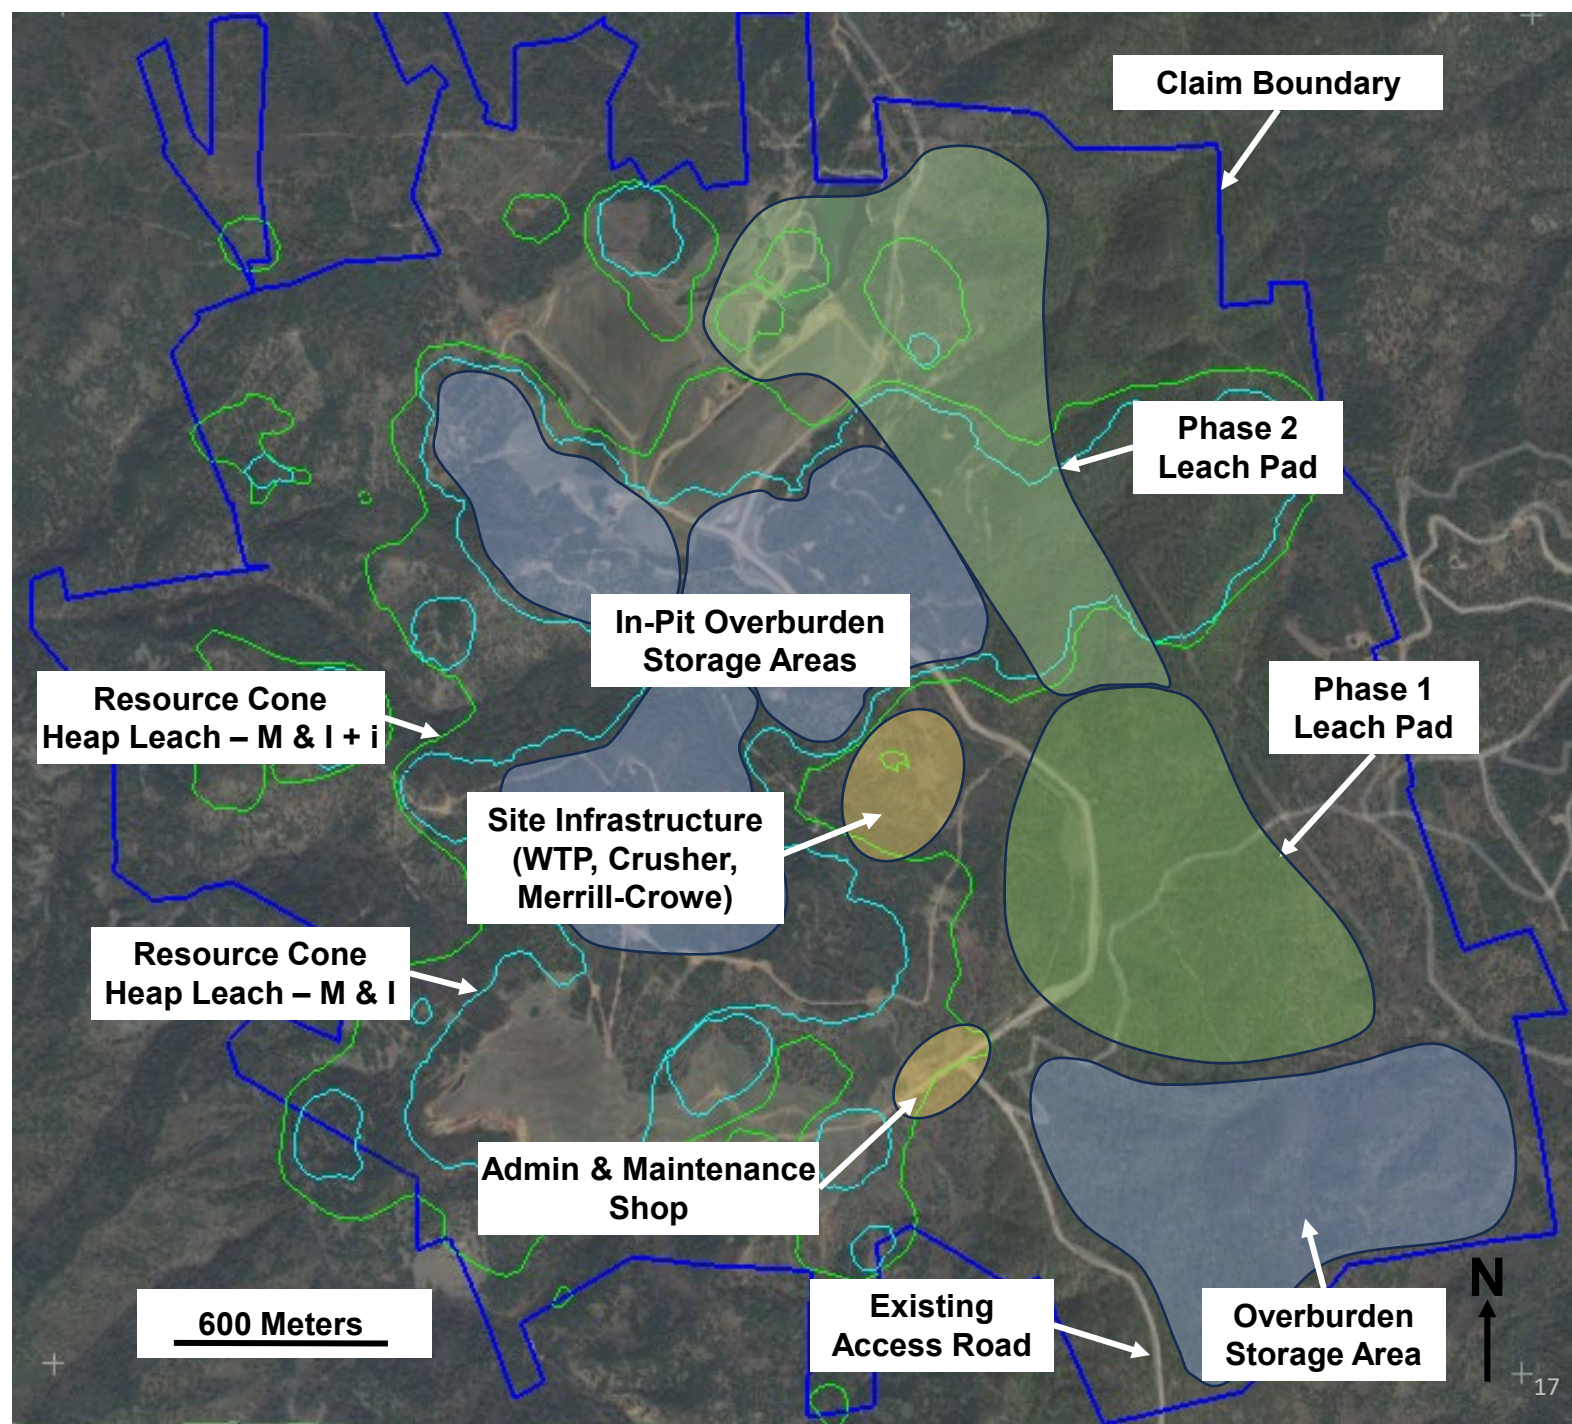 Claim Boundary
Phase 2
Leach Pad
In-Pit Overburden
Storage Areas
Resource Cone
Heap Leach – M & I + i
Phase 1
Leach Pad
Site Infrastructure
(WTP, Crusher,
Merrill-Crowe)
Resource Cone
Heap Leach – M & I
Admin & Maintenance
Shop
600 Meters
Existing
Access Road
Overburden
Storage Area
N
17